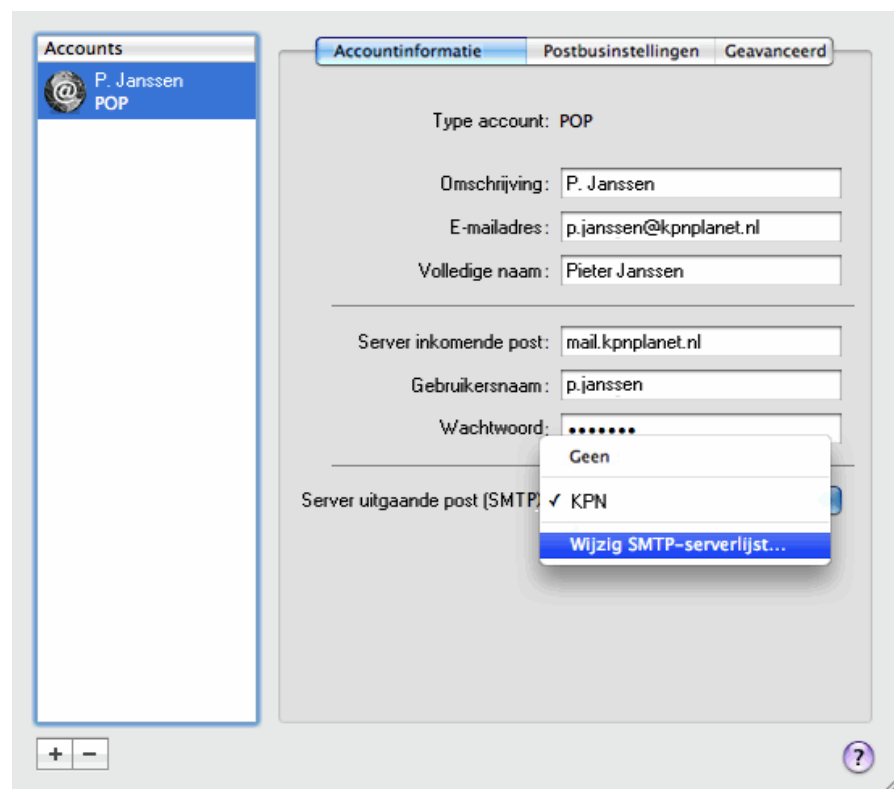 Accounts
P. Janssen
POP
Accountinformatie Postbusinstellingen Geavanceerd
Type account: POP
Omschrijving: P. Janssen
E-mailadres: p.janssen@kpnplanet.nl
Volledige naam: Pieter Janssen
Server inkomende post: mail.kpnplanet.nl
Gebruikersnaam: p.janssen
Wachtwoord: •••••••
Geen
Server uitgaande post (SMTP) ✓ KPN
Wijzig SMTP-serverlijst...
+ − ?